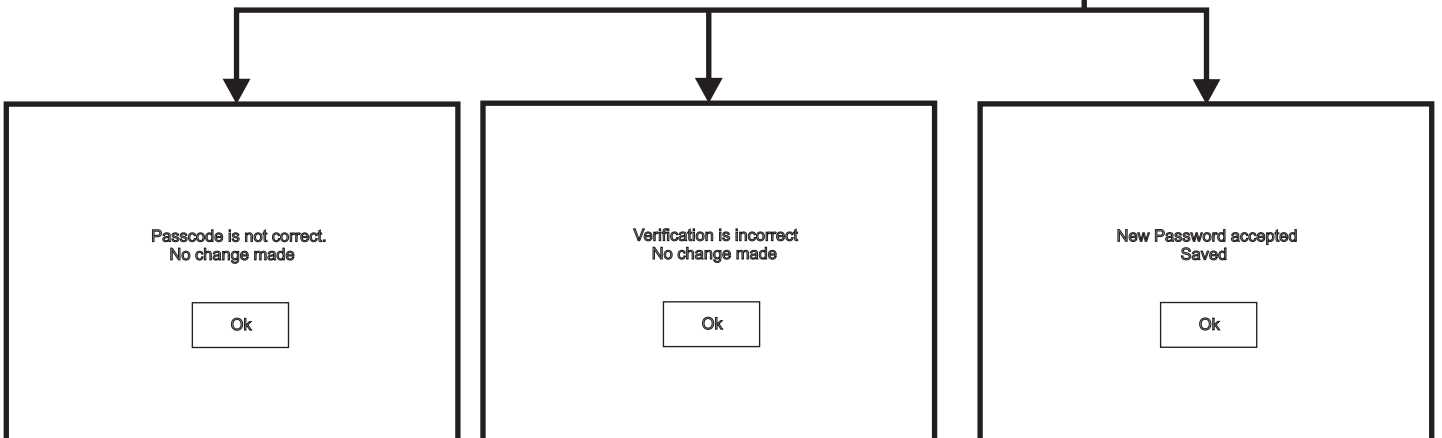 Passcode is not correct.
No change made
Ok
Verification is incorrect
No change made
Ok
New Password accepted
Saved
Ok